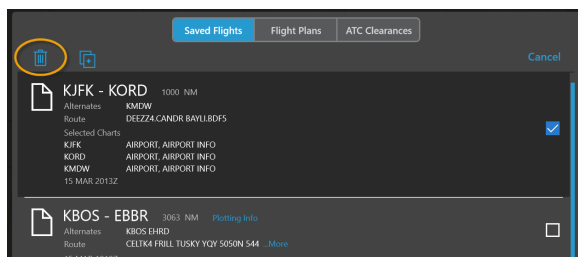 Saved Flights Flight Plans ATC Clearances
Cancel
KJFK - KORD 1000 NM
Alternates KMDW
Route DEEZZ4.CANDR BAYLI.BDF5
Selected Charts
KJFK AIRPORT, AIRPORT INFO
KORD AIRPORT, AIRPORT INFO
KMDW AIRPORT, AIRPORT INFO
15 MAR 2013Z
KBOS - EBBR 3063 NM Plotting Info
Alternates KBOS EHRD
Route CELTK4 FRILL TUSKY YQY 5050N 544 ...More